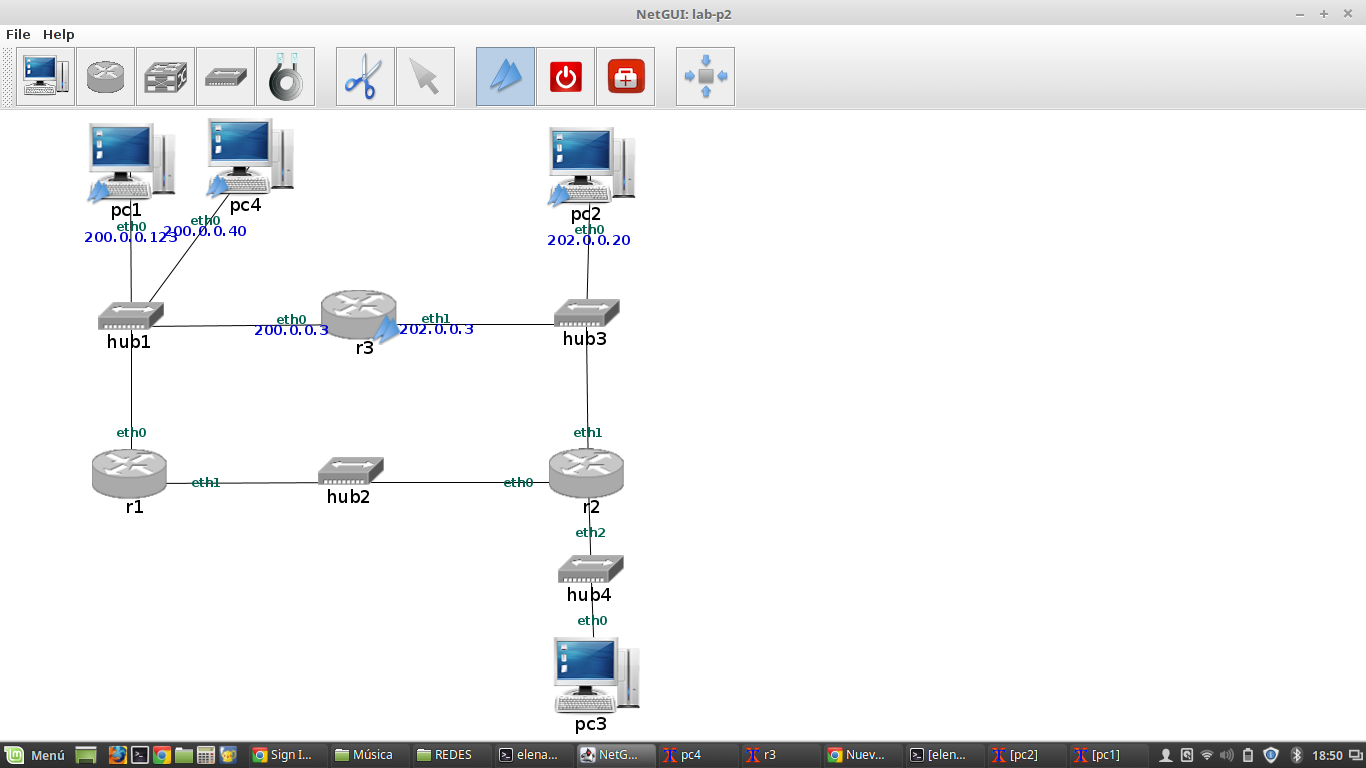 NetGUI: lab-p2
File Help
pc1
pc4
pc2
eth0
eth0
eth0
200.0.0.123
200.0.0.40
202.0.0.20
hub1
eth0
200.0.0.3
r3
eth1
202.0.0.3
hub3
eth0
eth1
r1
eth1
hub2
eth0
r2
eth2
hub4
eth0
pc3
Menú
Sign I...
Música
REDES
elena...
NetG...
pc4
r3
Nuev...
[elen...
[pc2]
[pc1]
18:50